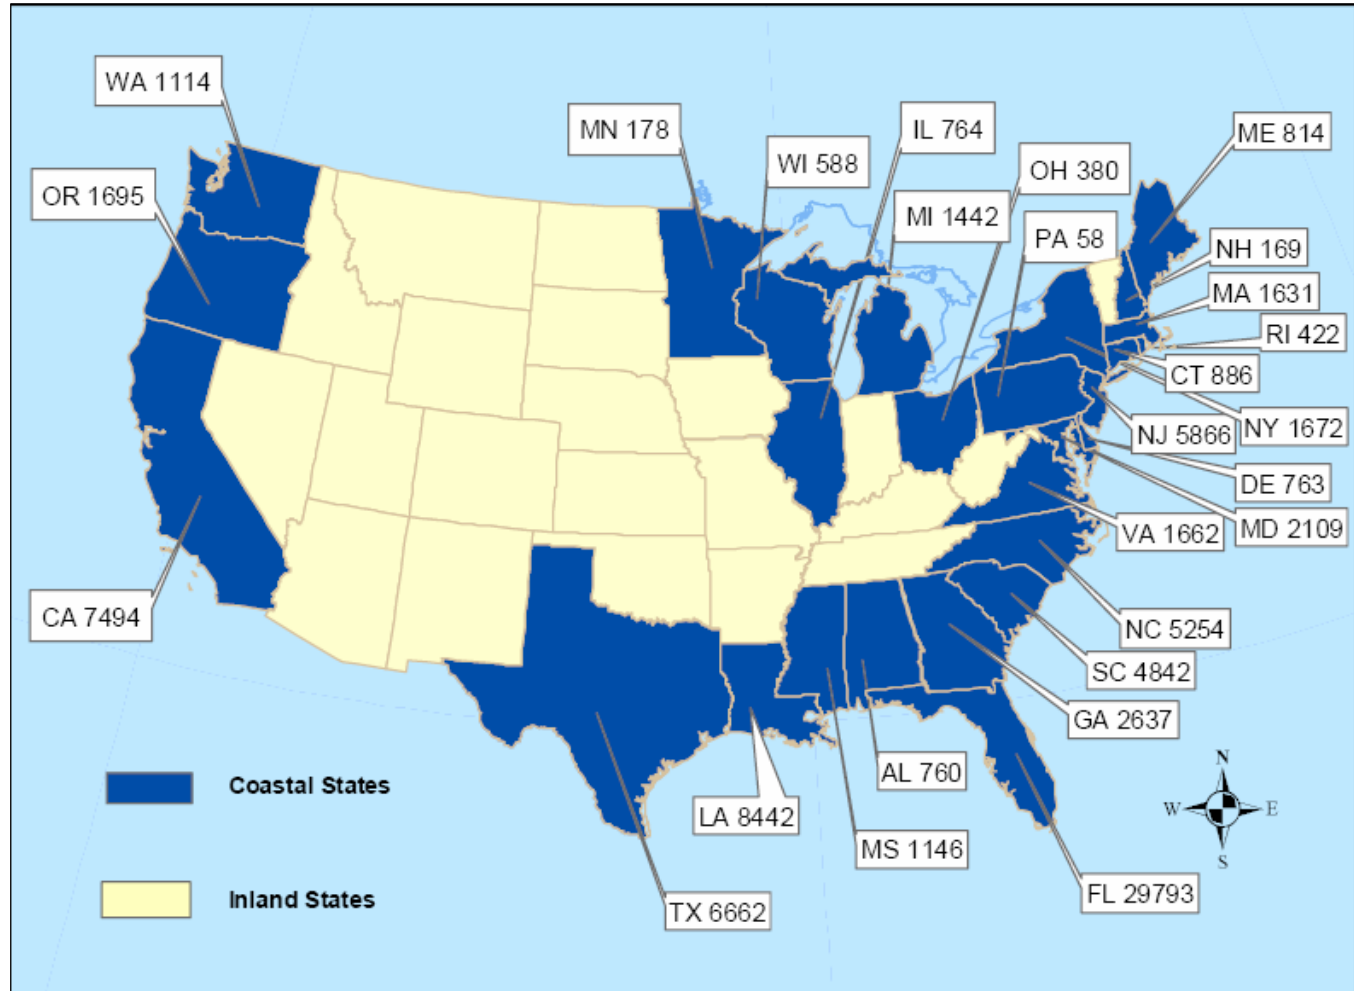 WA 1114
MN 178
IL 764
ME 814
WI 588
OH 380
OR 1695
MI 1442
PA 58
NH 169
MA 1631
RI 422
CT 886
NJ 5866
NY 1672
DE 763
VA 1662
MD 2109
CA 7494
NC 5254
SC 4842
GA 2637
AL 760
LA 8442
MS 1146
FL 29793
TX 6662
Coastal States
Inland States
N
W
E
S